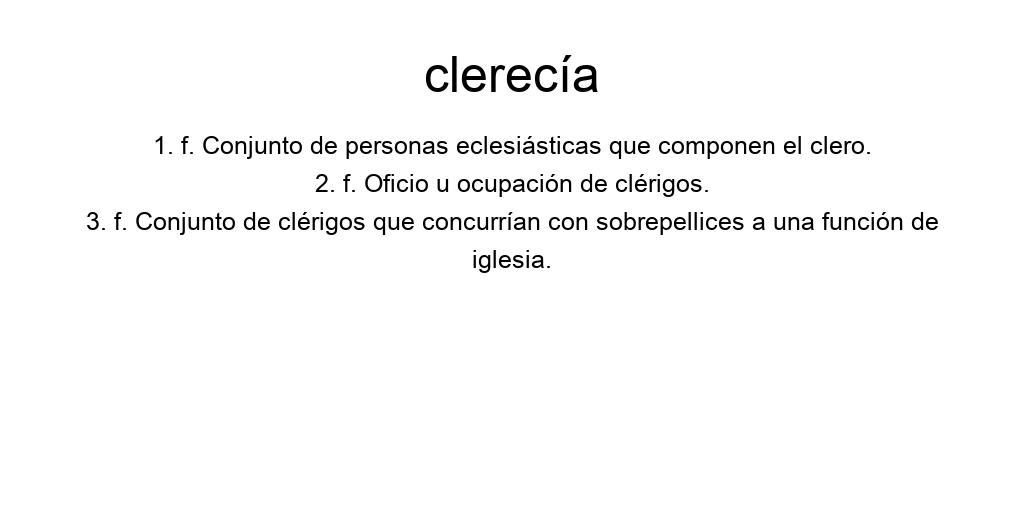 clerecía
1. f. Conjunto de personas eclesiásticas que componen el clero.
2. f. Oficio u ocupación de clérigos.
3. f. Conjunto de clérigos que concurrían con sobrepellices a una función de
iglesia.